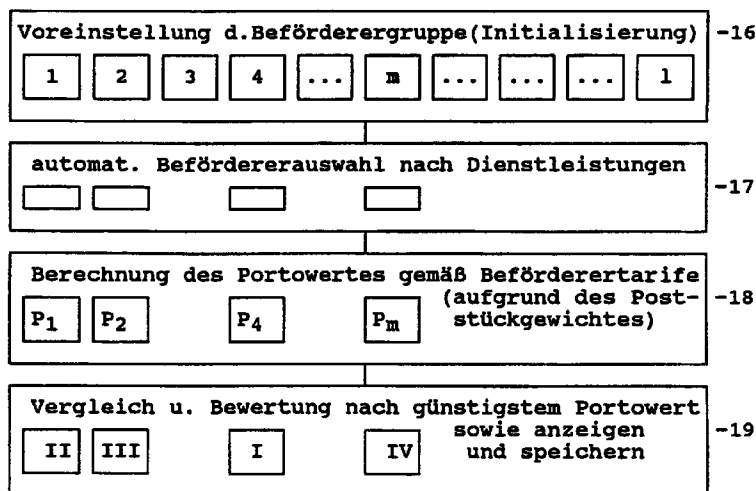 Voreinstellung d.Beförderergruppe(Initialisierung) -16
1 2 3 4 ... m ... ... ... l
automat. Befördererauswahl nach Dienstleistungen
-17
Berechnung des Portowertes gemäß Beförderertarife
(aufgrund des Post-
-18
stückgewichtes)
P1 P2 P4 Pm
Vergleich u. Bewertung nach günstigstem Portowert
sowie anzeigen
-19
und speichern
II III I IV